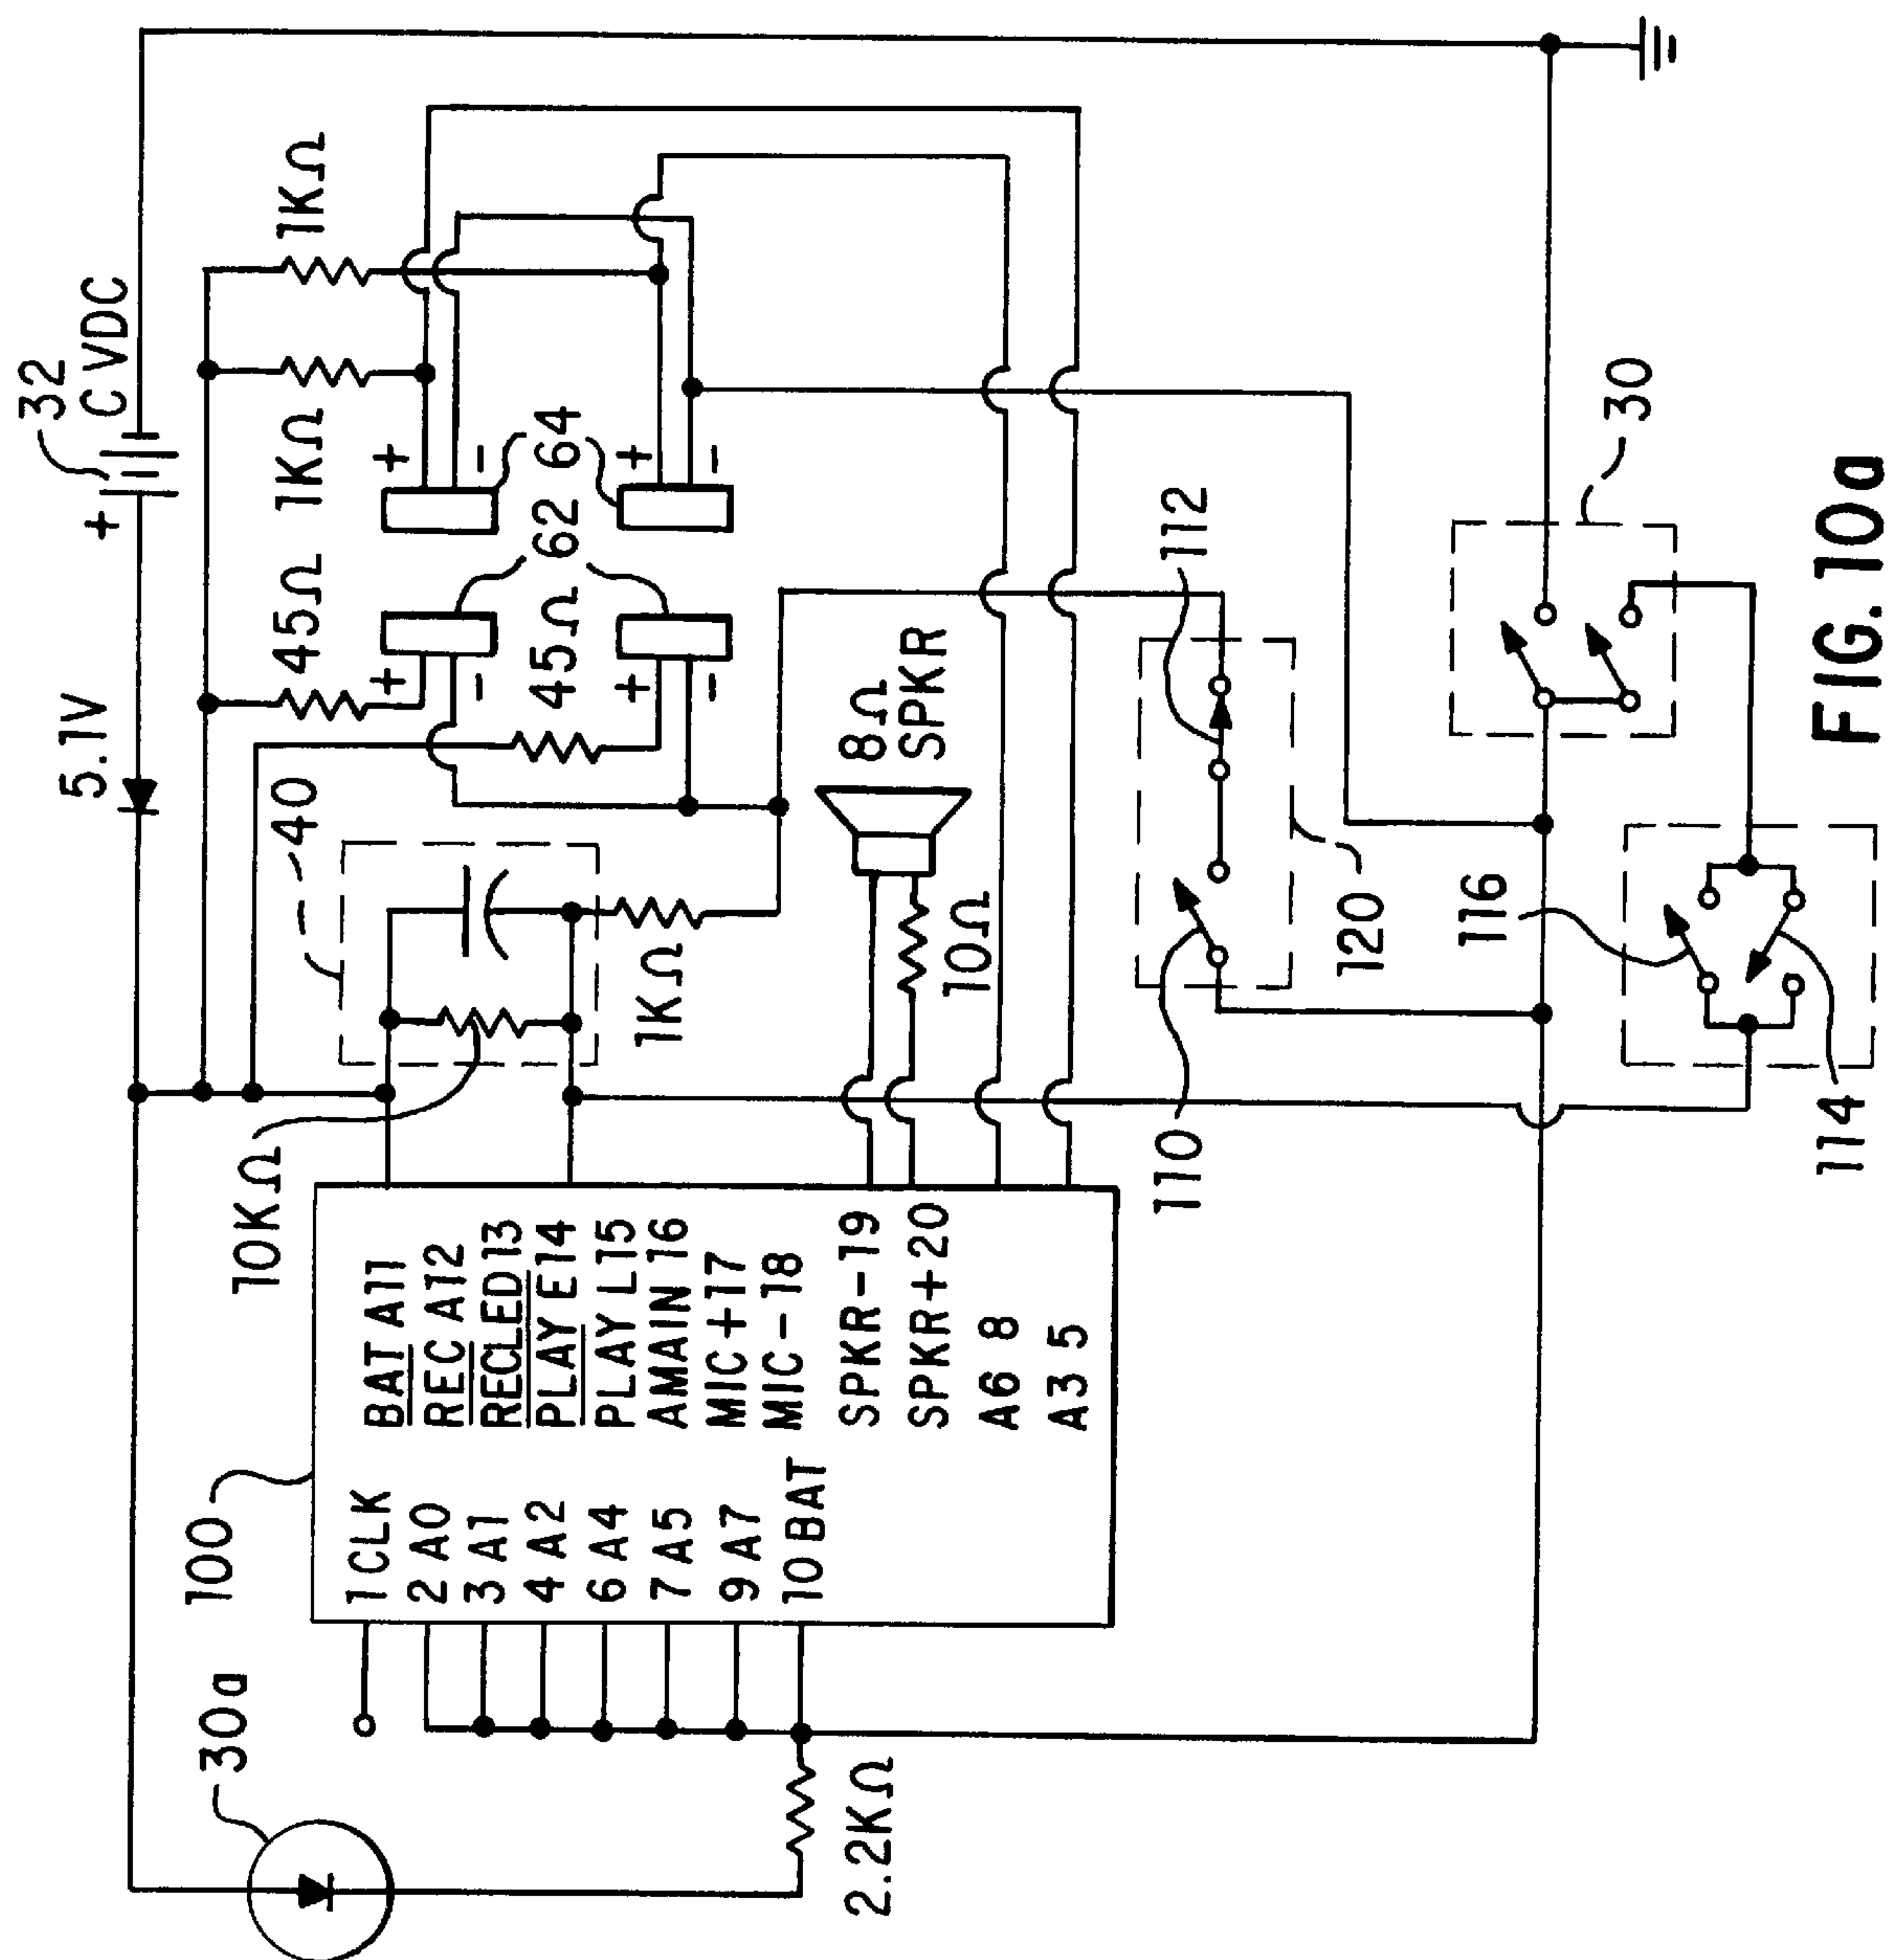 FIG. 10a
30a
100
1 CLK
2 A0
3 A1
4 A2
6 A4
7 A5
9 A7
10 BAT
BAT A11
REC A12
RECLED 13
PLAY E14
PLAY L15
AMAIN 16
MIC+17
MIC-18
SPKR-19
SPKR+20
A6 8
A3 5
2.2KΩ
10KΩ
40
1KΩ
5.1V
+
32
C VDC
45Ω
1KΩ
1KΩ
+
-
62
45Ω
+
-
+
-
64
+
-
8Ω
SPKR
10Ω
110
112
120
30
116
114